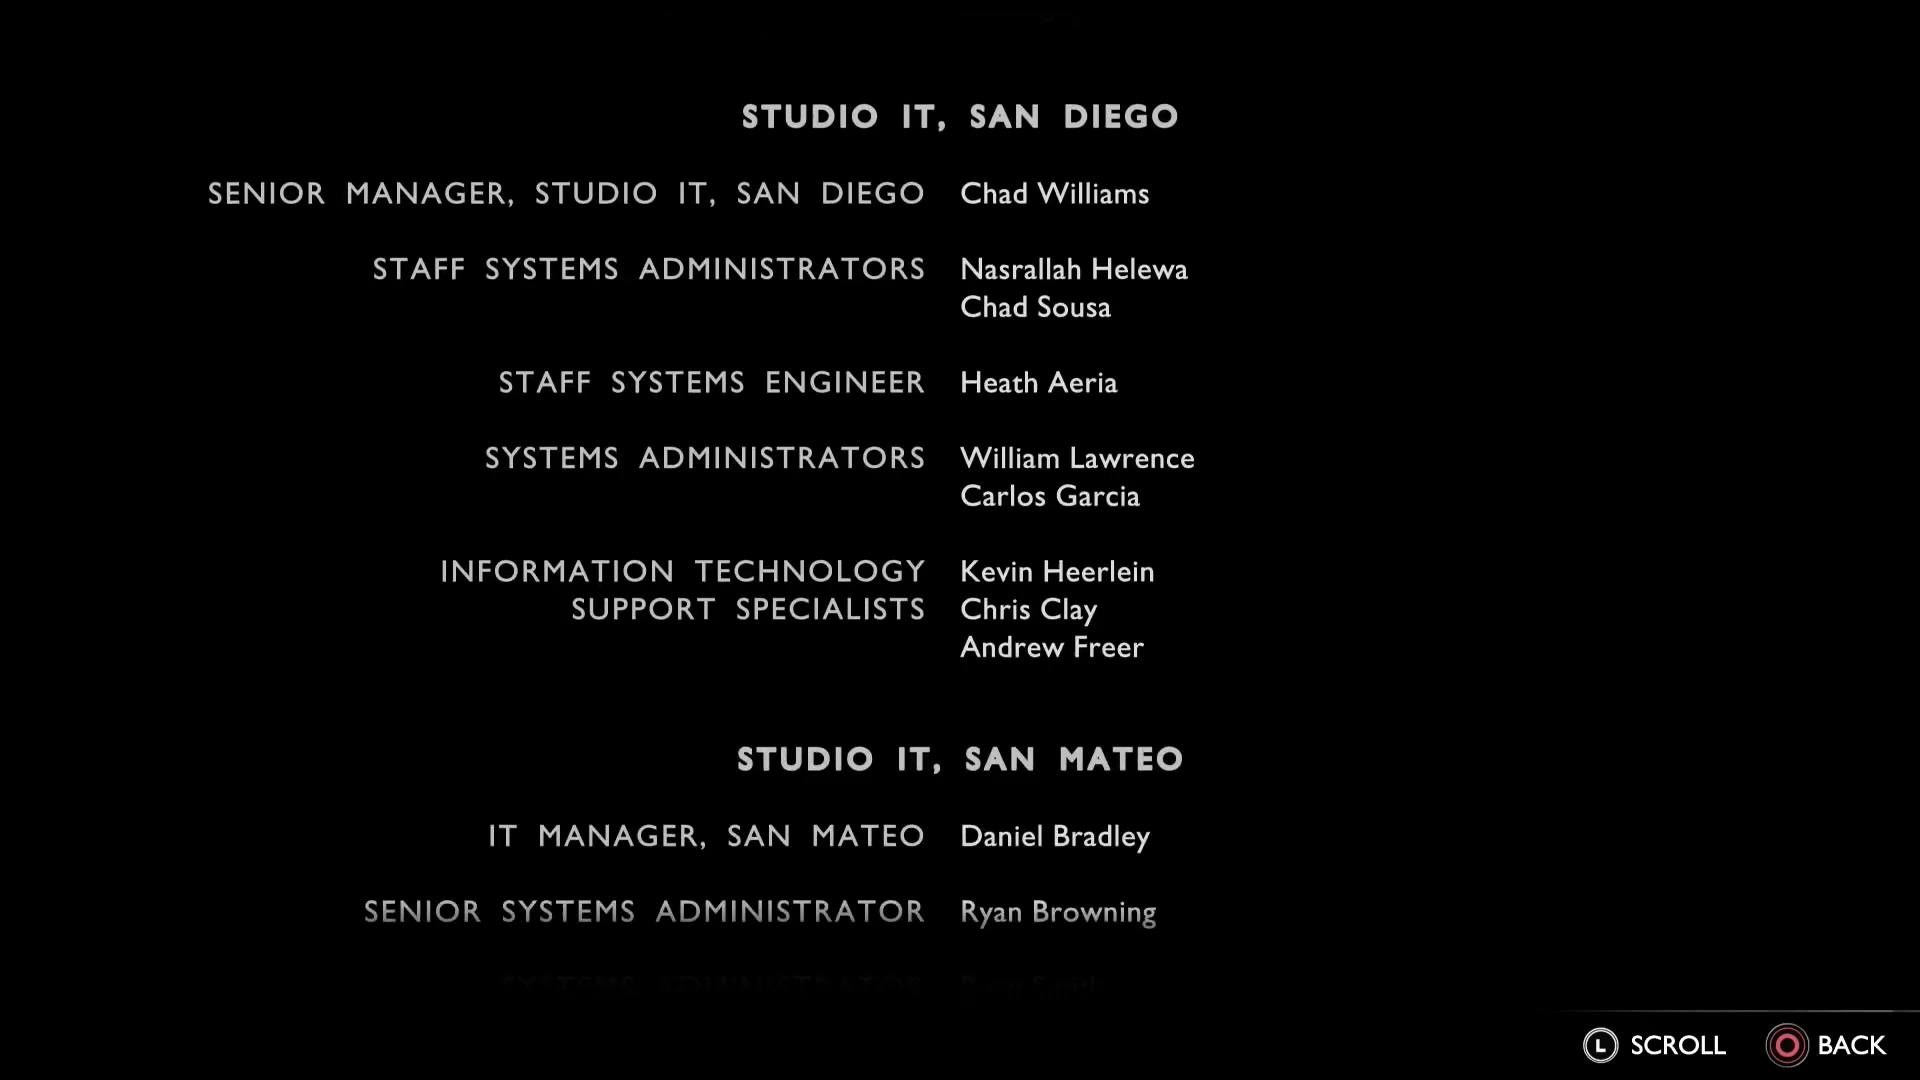 STUDIO IT, SAN DIEGO
SENIOR MANAGER, STUDIO IT, SAN DIEGO Chad Williams
STAFF SYSTEMS ADMINISTRATORS Nasrallah Helewa
Chad Sousa
STAFF SYSTEMS ENGINEER Heath Aeria
SYSTEMS ADMINISTRATORS William Lawrence
Carlos Garcia
INFORMATION TECHNOLOGY Kevin Heerlein
SUPPORT SPECIALISTS Chris Clay
Andrew Freer
STUDIO IT, SAN MATEO
IT MANAGER, SAN MATEO Daniel Bradley
SENIOR SYSTEMS ADMINISTRATOR Ryan Browning
SYSTEMS ADMINISTRATOR
L SCROLL BACK